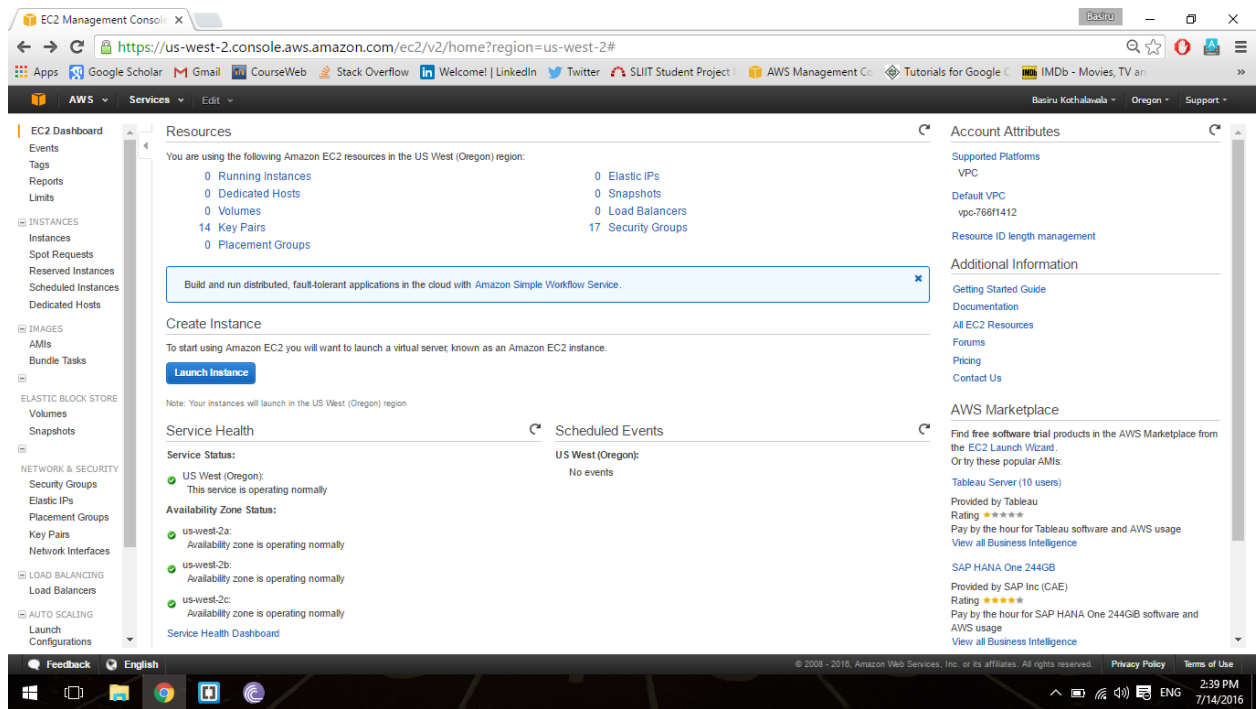 EC2 Management Console
Basiru
https://us-west-2.console.aws.amazon.com/ec2/v2/home?region=us-west-2#
Apps Google Scholar Gmail CourseWeb Stack Overflow Welcome! | LinkedIn Twitter SLIIT Student Project AWS Management Co Tutorials for Google C IMDb - Movies, TV an »
AWS Services Edit Basiru Kothalawala Oregon Support
EC2 Dashboard
Events
Tags
Reports
Limits
INSTANCES
Instances
Spot Requests
Reserved Instances
Scheduled Instances
Dedicated Hosts
IMAGES
AMIs
Bundle Tasks
ELASTIC BLOCK STORE
Volumes
Snapshots
NETWORK & SECURITY
Security Groups
Elastic IPs
Placement Groups
Key Pairs
Network Interfaces
LOAD BALANCING
Load Balancers
AUTO SCALING
Launch
Configurations
Resources
You are using the following Amazon EC2 resources in the US West (Oregon) region:
0 Running Instances
0 Dedicated Hosts
0 Volumes
14 Key Pairs
0 Placement Groups
0 Elastic IPs
0 Snapshots
0 Load Balancers
17 Security Groups
Build and run distributed, fault-tolerant applications in the cloud with Amazon Simple Workflow Service.
Create Instance
To start using Amazon EC2 you will want to launch a virtual server, known as an Amazon EC2 instance.
Launch Instance
Note: Your instances will launch in the US West (Oregon) region
Service Health
Service Status:
US West (Oregon):
This service is operating normally
Availability Zone Status:
us-west-2a:
Availability zone is operating normally
us-west-2b:
Availability zone is operating normally
us-west-2c:
Availability zone is operating normally
Service Health Dashboard
Scheduled Events
US West (Oregon):
No events
Account Attributes
Supported Platforms
VPC
Default VPC
vpc-766f1412
Resource ID length management
Additional Information
Getting Started Guide
Documentation
All EC2 Resources
Forums
Pricing
Contact Us
AWS Marketplace
Find free software trial products in the AWS Marketplace from
the EC2 Launch Wizard.
Or try these popular AMIs:
Tableau Server (10 users)
Provided by Tableau
Rating
Pay by the hour for Tableau software and AWS usage
View all Business Intelligence
SAP HANA One 244GB
Provided by SAP Inc (CAE)
Rating
Pay by the hour for SAP HANA One 244GiB software and
AWS usage
View all Business Intelligence
Feedback English © 2008 - 2016, Amazon Web Services, Inc. or its affiliates. All rights reserved. Privacy Policy Terms of Use
ENG
2:39 PM
7/14/2016